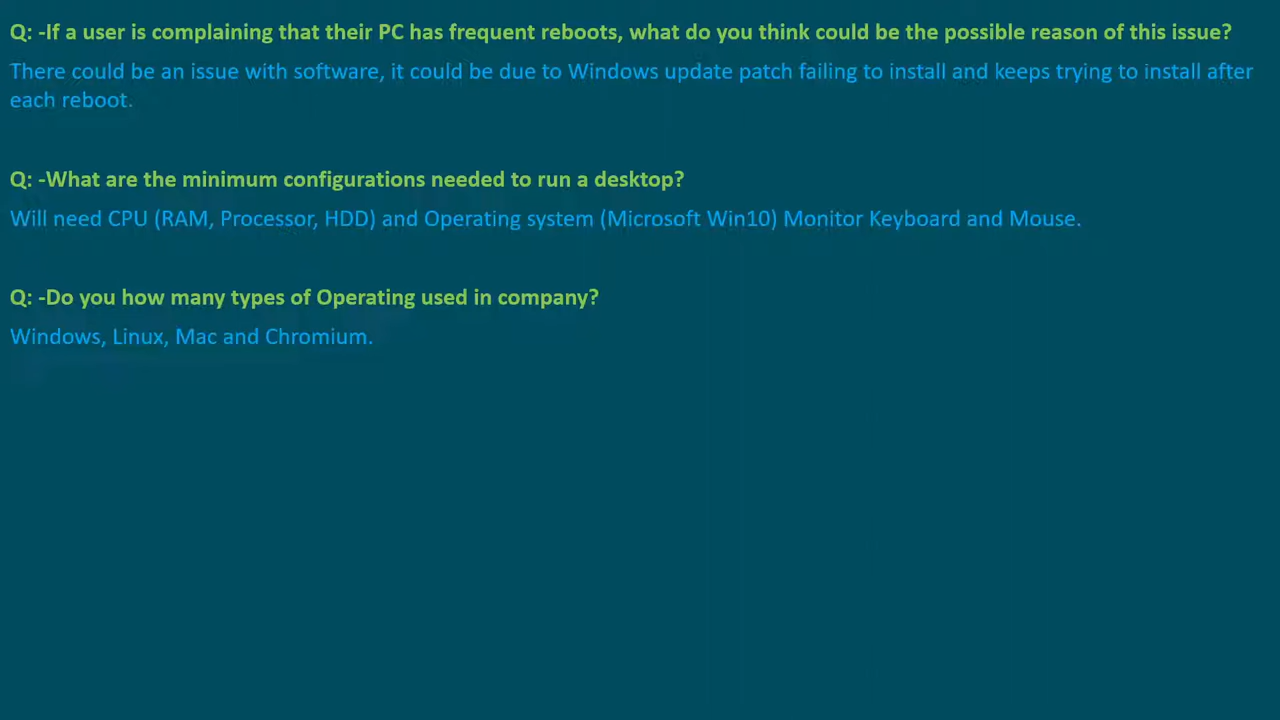 Q: -If a user is complaining that their PC has frequent reboots, what do you think could be the possible reason of this issue?
There could be an issue with software, it could be due to Windows update patch failing to install and keeps trying to install after
each reboot.
Q: -What are the minimum configurations needed to run a desktop?
Will need CPU (RAM, Processor, HDD) and Operating system (Microsoft Win10) Monitor Keyboard and Mouse.
Q: -Do you how many types of Operating used in company?
Windows, Linux, Mac and Chromium.